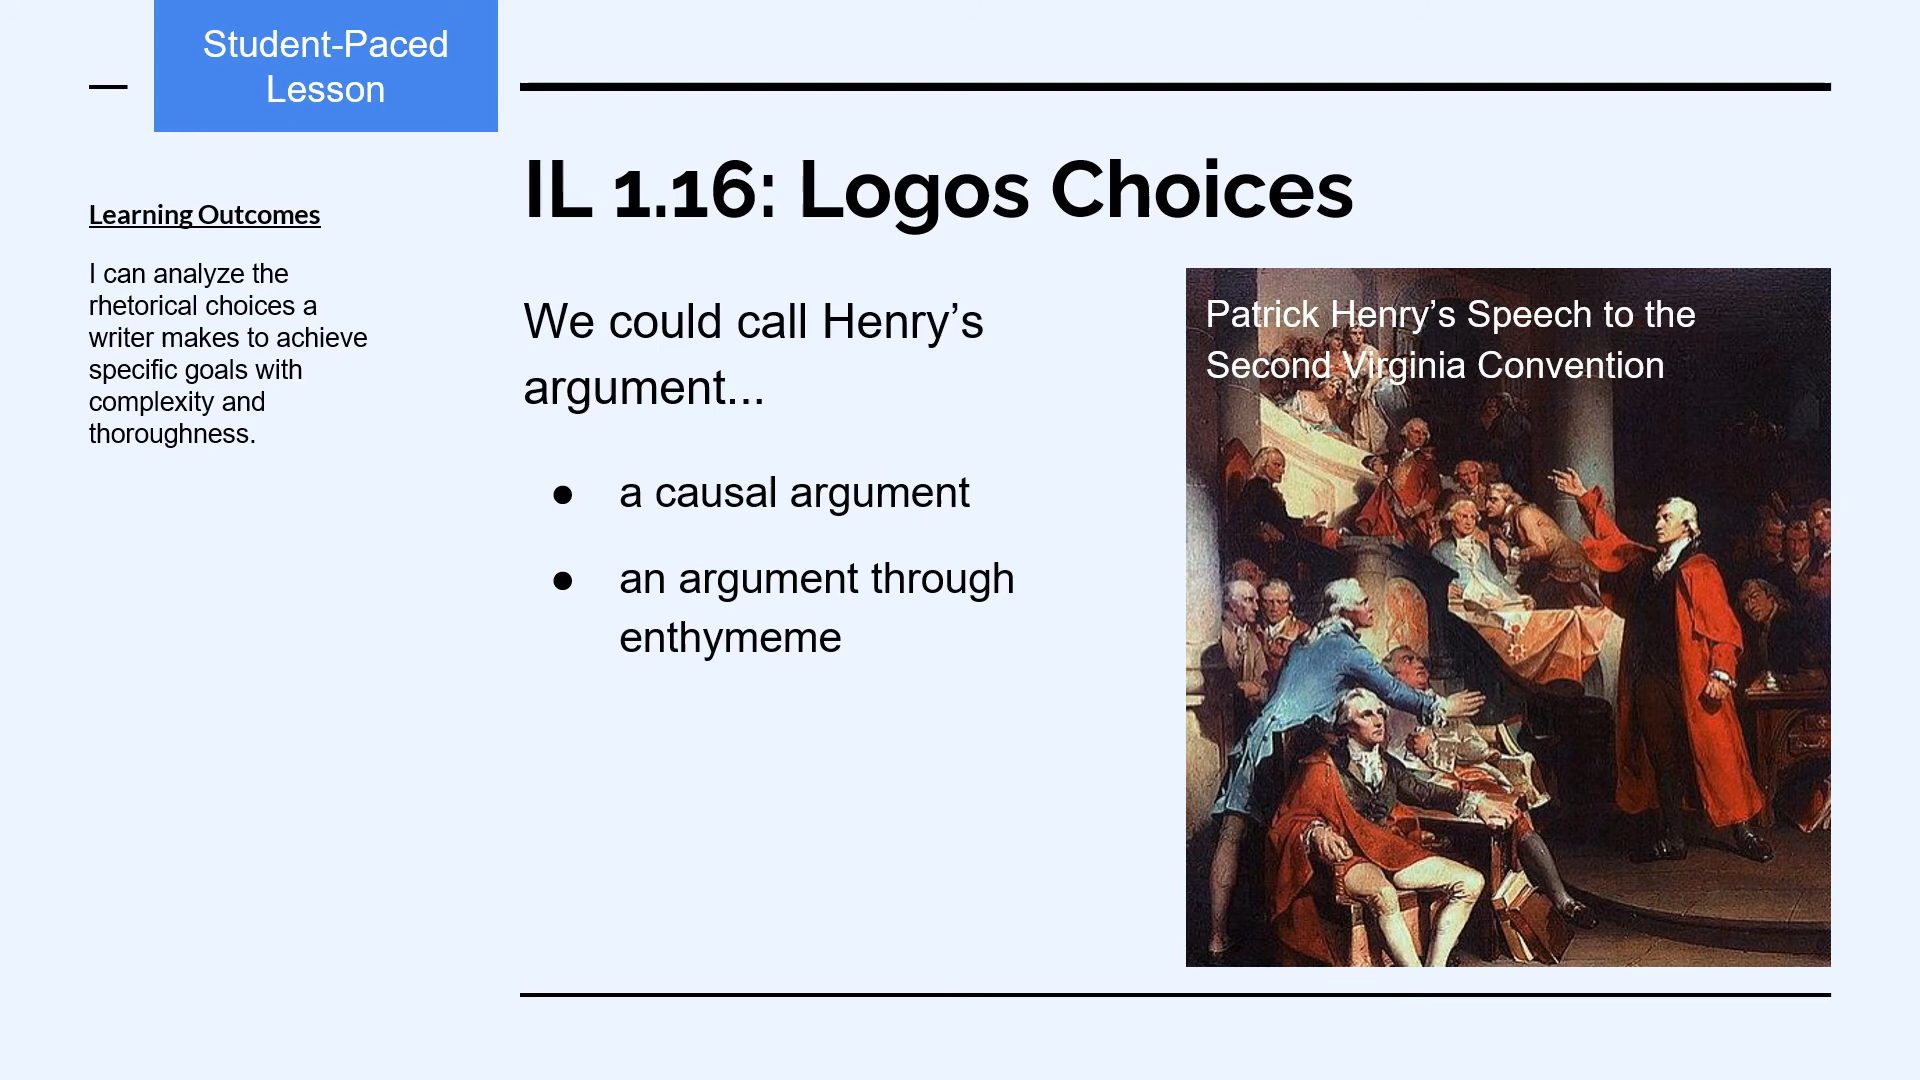 Student-Paced
Lesson
IL 1.16: Logos Choices
Learning Outcomes
I can analyze the
rhetorical choices a
writer makes to achieve
specific goals with
complexity and
thoroughness.
We could call Henry’s
argument...
● a causal argument
● an argument through
enthymeme
Patrick Henry’s Speech to the
Second Virginia Convention